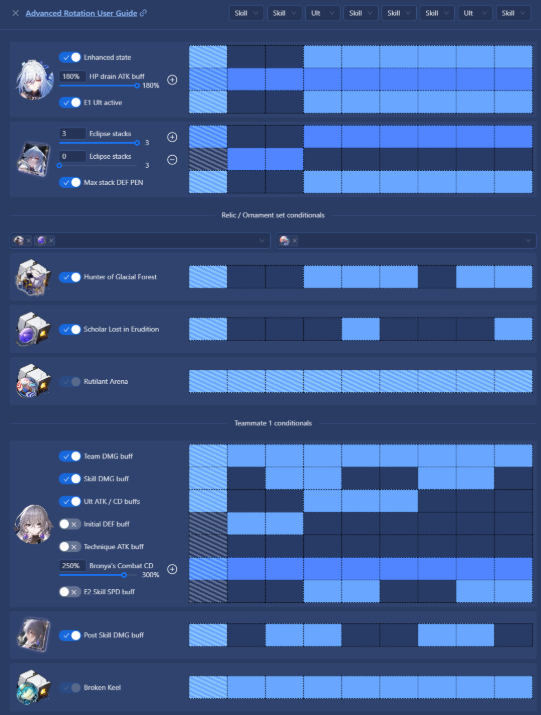 Advanced Rotation User Guide
Skill Skill Ult Skill Skill Skill Ult Skill
Enhanced state
180% HP drain ATK buff
180%
E1 Ult active
3 Eclipse stacks
3
0 Eclipse stacks
3
Max stack DEF PEN
Relic / Ornament set conditionals
Hunter of Glacial Forest
Scholar Lost in Erudition
Rutilant Arena
Teammate 1 conditionals
Team DMG buff
Skill DMG buff
Ult ATK / CD buffs
Initial DEF buff
Technique ATK buff
250% Bronya's Combat CD
300%
E2 Skill SPD buff
Post Skill DMG buff
Broken Keel